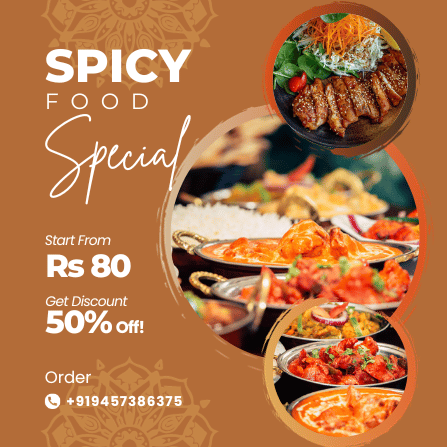 SPICY
FOOD
Special
Start From
Rs 80
Get Discount
50% Off!
Order
+919457386375